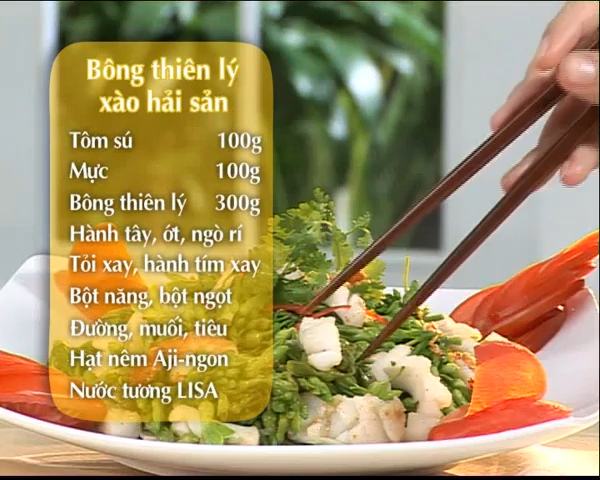 Bông thiên lý
xào hải sản
Tôm sú 100g
Mực 100g
Bông thiên lý 300g
Hành tây, ớt, ngò rí
Tỏi xay, hành tím xay
Bột năng, bột ngọt
Đường, muối, tiêu
Hạt nêm Aji-ngon
Nước tương LISA